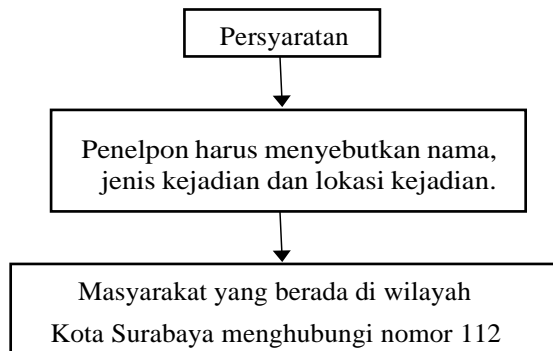 Persyaratan
Penelpon harus menyebutkan nama,
jenis kejadian dan lokasi kejadian.
Masyarakat yang berada di wilayah
Kota Surabaya menghubungi nomor 112